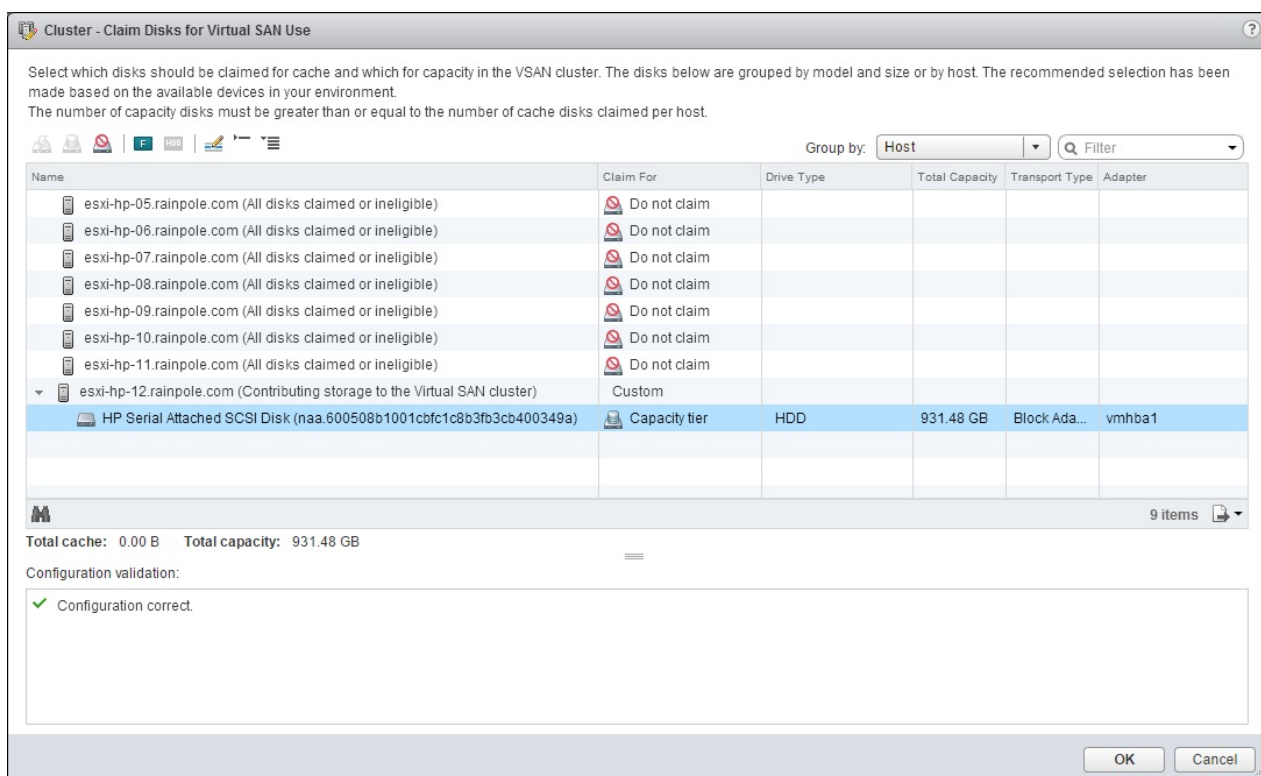 Cluster - Claim Disks for Virtual SAN Use
?
Select which disks should be claimed for cache and which for capacity in the VSAN cluster. The disks below are grouped by model and size or by host. The recommended selection has been
made based on the available devices in your environment.
The number of capacity disks must be greater than or equal to the number of cache disks claimed per host.
F HDD Group by: Host Filter
Name Claim For Drive Type Total Capacity Transport Type Adapter
esxi-hp-05.rainpole.com (All disks claimed or ineligible) Do not claim
esxi-hp-06.rainpole.com (All disks claimed or ineligible) Do not claim
esxi-hp-07.rainpole.com (All disks claimed or ineligible) Do not claim
esxi-hp-08.rainpole.com (All disks claimed or ineligible) Do not claim
esxi-hp-09.rainpole.com (All disks claimed or ineligible) Do not claim
esxi-hp-10.rainpole.com (All disks claimed or ineligible) Do not claim
esxi-hp-11.rainpole.com (All disks claimed or ineligible) Do not claim
esxi-hp-12.rainpole.com (Contributing storage to the Virtual SAN cluster) Custom
HP Serial Attached SCSI Disk (naa.600508b1001cbfc1c8b3fb3cb400349a) Capacity tier HDD 931.48 GB Block Ada... vmhba1
9 items
Total cache: 0.00 B Total capacity: 931.48 GB
Configuration validation:
Configuration correct.
OK Cancel